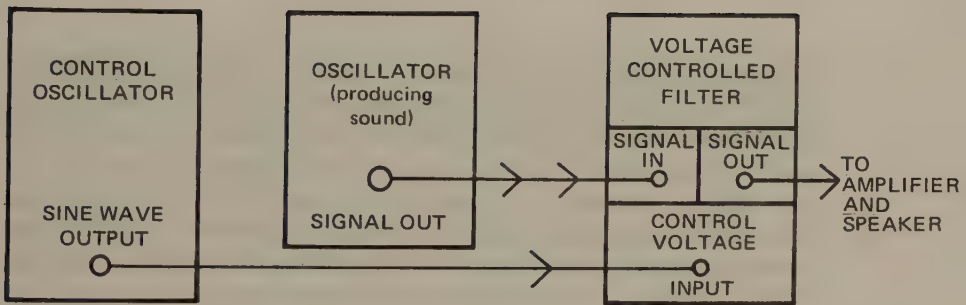 CONTROL
OSCILLATOR
SINE WAVE
OUTPUT
OSCILLATOR
(producing
sound)
SIGNAL OUT
VOLTAGE
CONTROLLED
FILTER
SIGNAL
IN
SIGNAL
OUT
CONTROL
VOLTAGE
INPUT
TO
AMPLIFIER
AND
SPEAKER